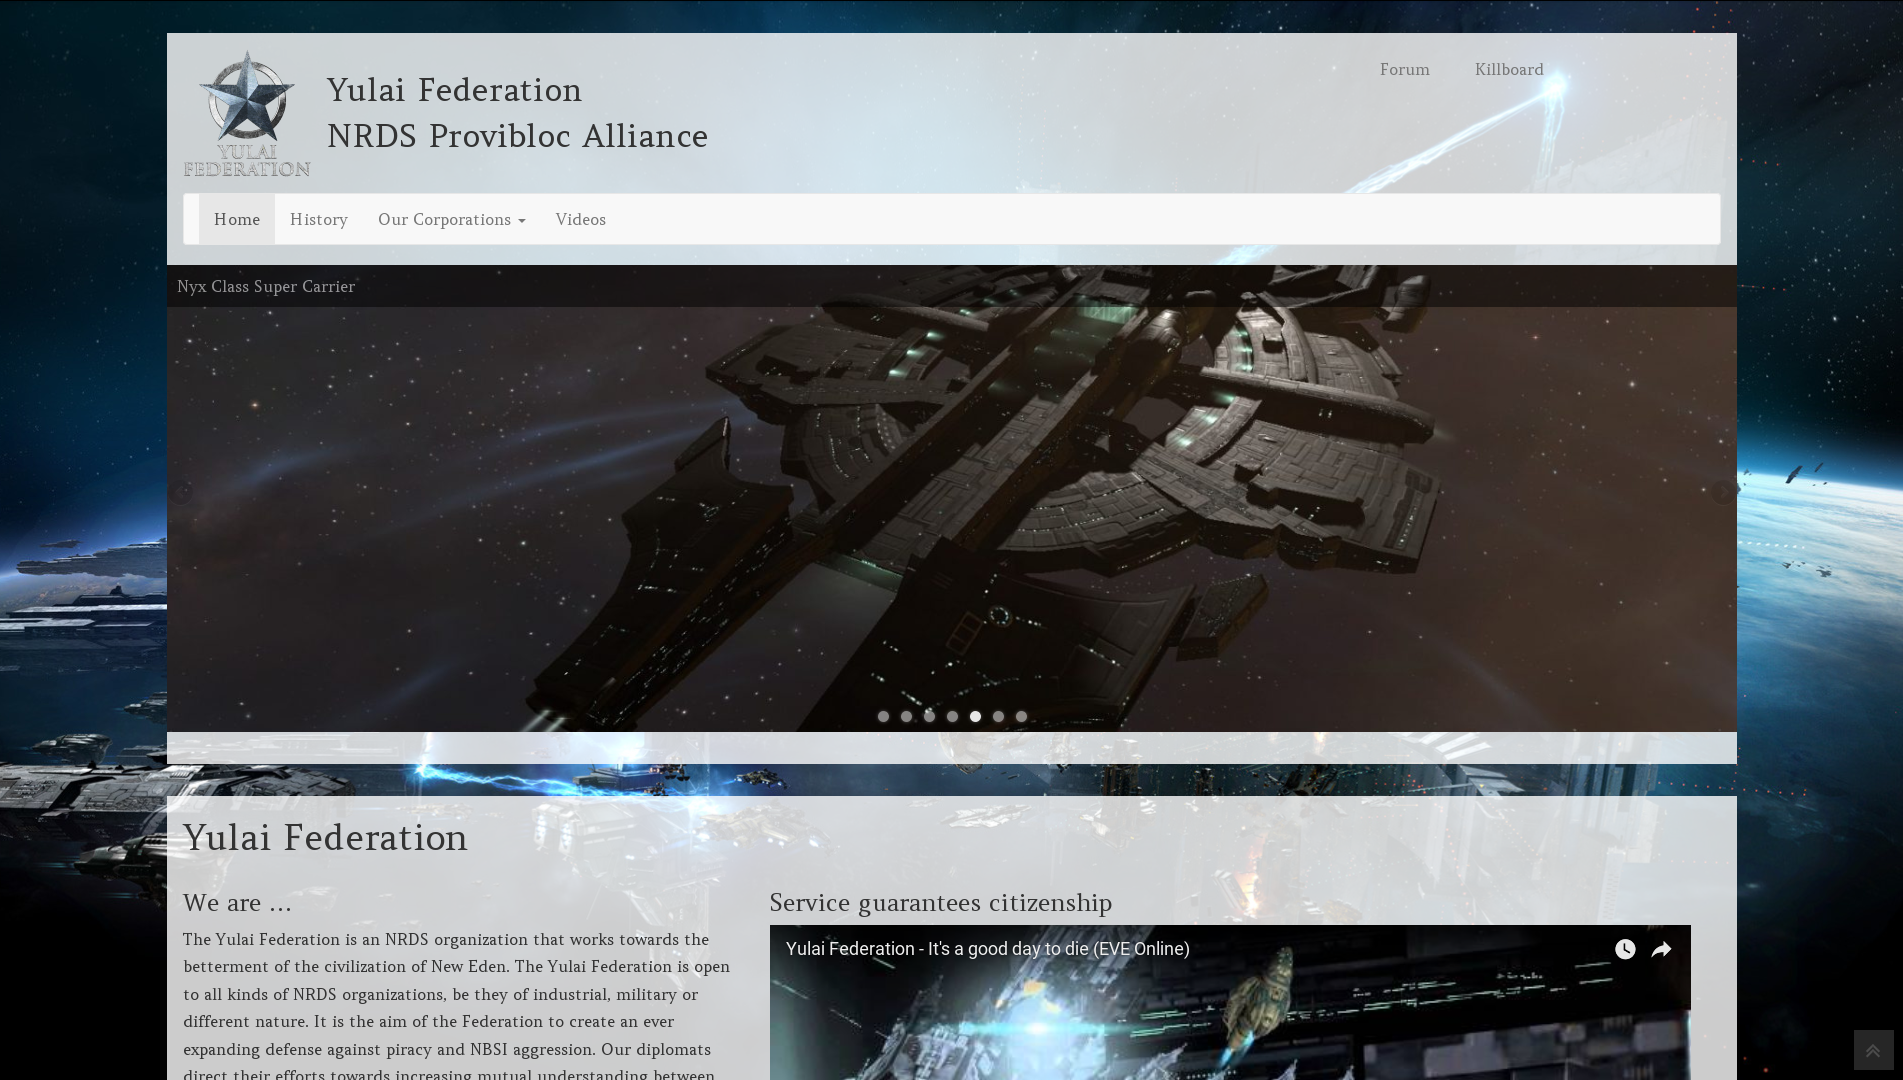 YULAI
FEDERATION
Yulai Federation
NRDS Provibloc Alliance
Forum
Killboard
Home
History
Our Corporations
Videos
Nyx Class Super Carrier
Yulai Federation
We are ...
The Yulai Federation is an NRDS organization that works towards the
betterment of the civilization of New Eden. The Yulai Federation is open
to all kinds of NRDS organizations, be they of industrial, military or
different nature. It is the aim of the Federation to create an ever
expanding defense against piracy and NBSI aggression. Our diplomats
direct their efforts towards increasing mutual understanding between
Service guarantees citizenship
Yulai Federation - It's a good day to die (EVE Online)